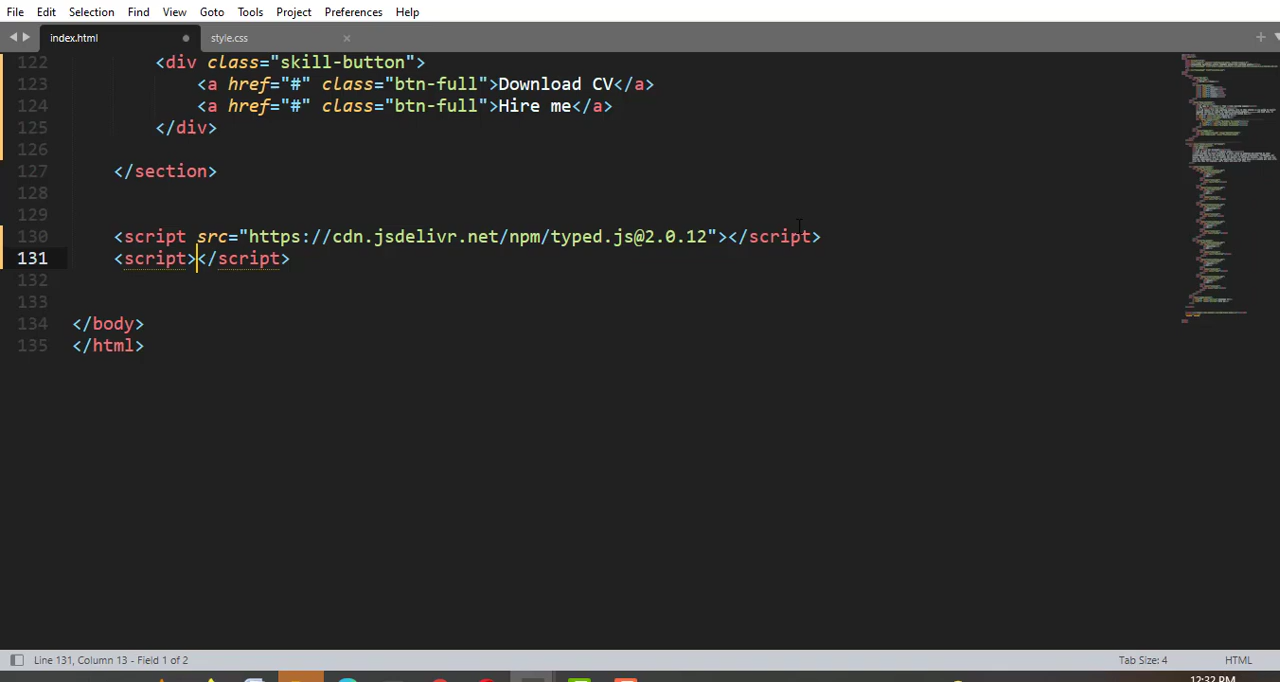 File Edit Selection Find View Goto Tools Project Preferences Help
index.html style.css
122 <div class="skill-button">
123 <a href="#" class="btn-full">Download CV</a>
124 <a href="#" class="btn-full">Hire me</a>
125 </div>
126
127 </section>
128
129
130 <script src="https://cdn.jsdelivr.net/npm/typed.js@2.0.12"></script>
131 <script></script>
132
133
134 </body>
135 </html>
Line 131, Column 13 - Field 1 of 2 Tab Size: 4 HTML
12:32 PM